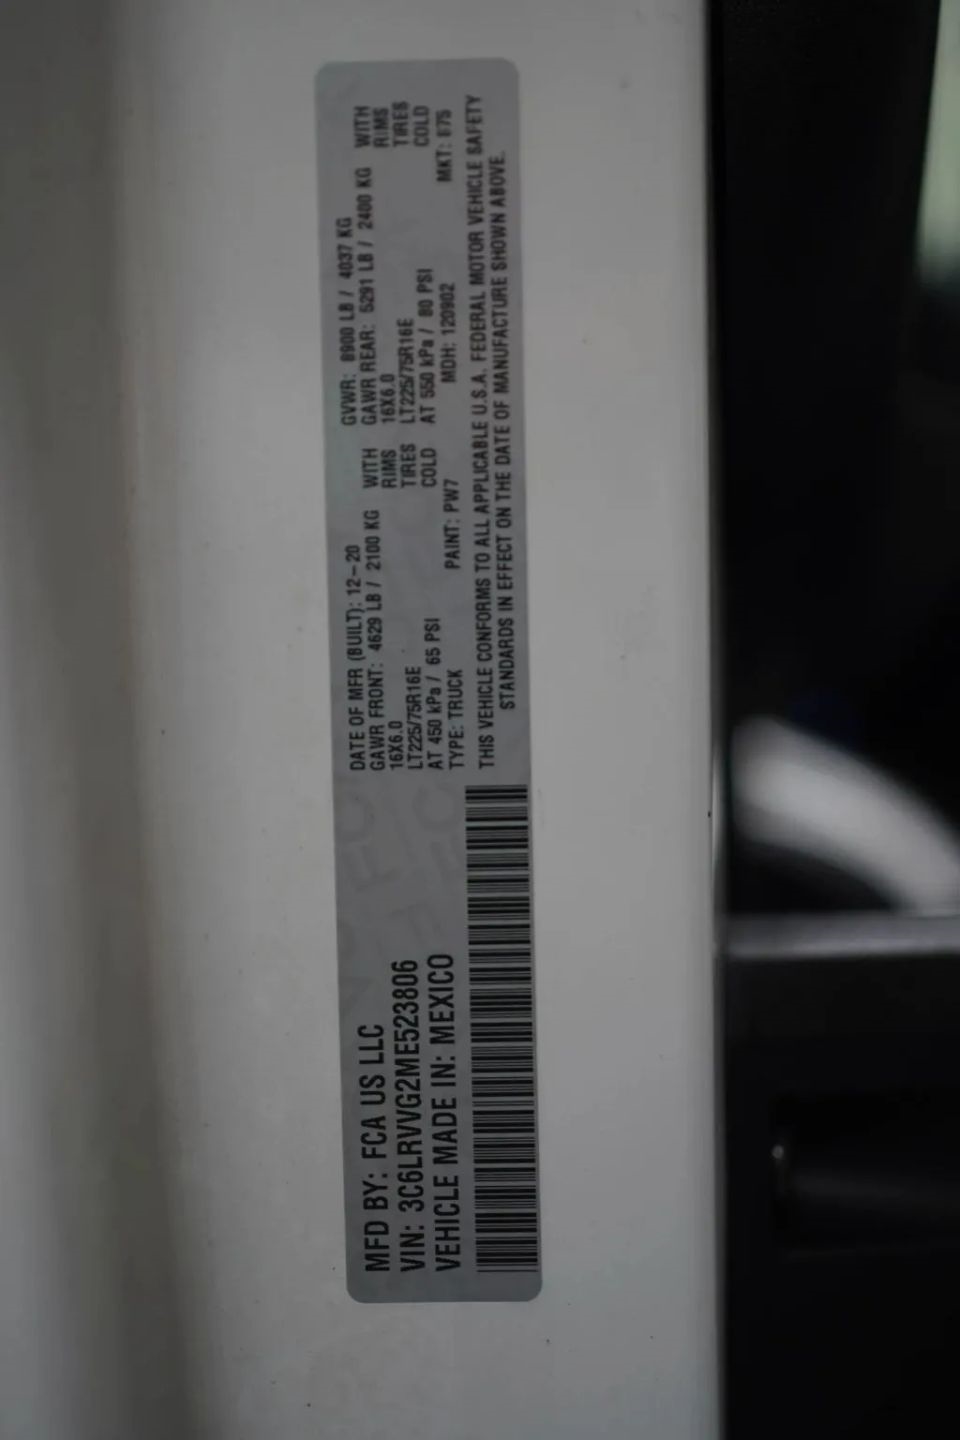 MFD BY: FCA US LLC
VIN: 3C6LRVVG2ME523806
VEHICLE MADE IN: MEXICO
DATE OF MFR (BUILT): 12-20 GVWR: 8900 LB / 4037 KG
GAWR FRONT: 4629 LB / 2100 KG WITH GAWR REAR: 5291 LB / 2400 KG WITH
16X6.0 RIMS 16X6.0 RIMS
LT225/75R16E TIRES LT225/75R16E TIRES
AT 450 kPa / 65 PSI COLD AT 550 kPa / 80 PSI COLD
TYPE: TRUCK PAINT: PW7 MDH: 120902 MKT:
THIS VEHICLE CONFORMS TO ALL APPLICABLE U.S.A. FEDERAL MOTOR VEHICLE SAFETY
STANDARDS IN EFFECT ON THE DATE OF MANUFACTURE SHOWN ABOVE.